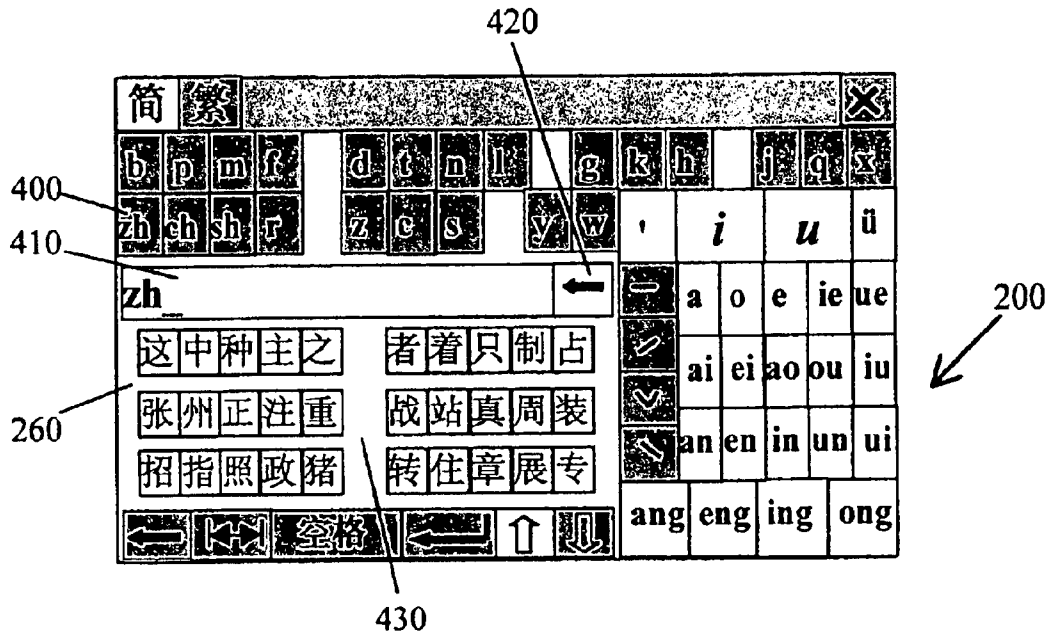 420
简 繁
b p m f d t n l g k h j q x
400
zh ch sh r z c s y w ' i u ü
410
zh_
a o e ie ue
200
这中种主之 者着只制占
ai ei ao ou iu
260
张州正注重 战站真周装
an en in un ui
招指照政猪 转住章展专
ang eng ing ong
空格
430